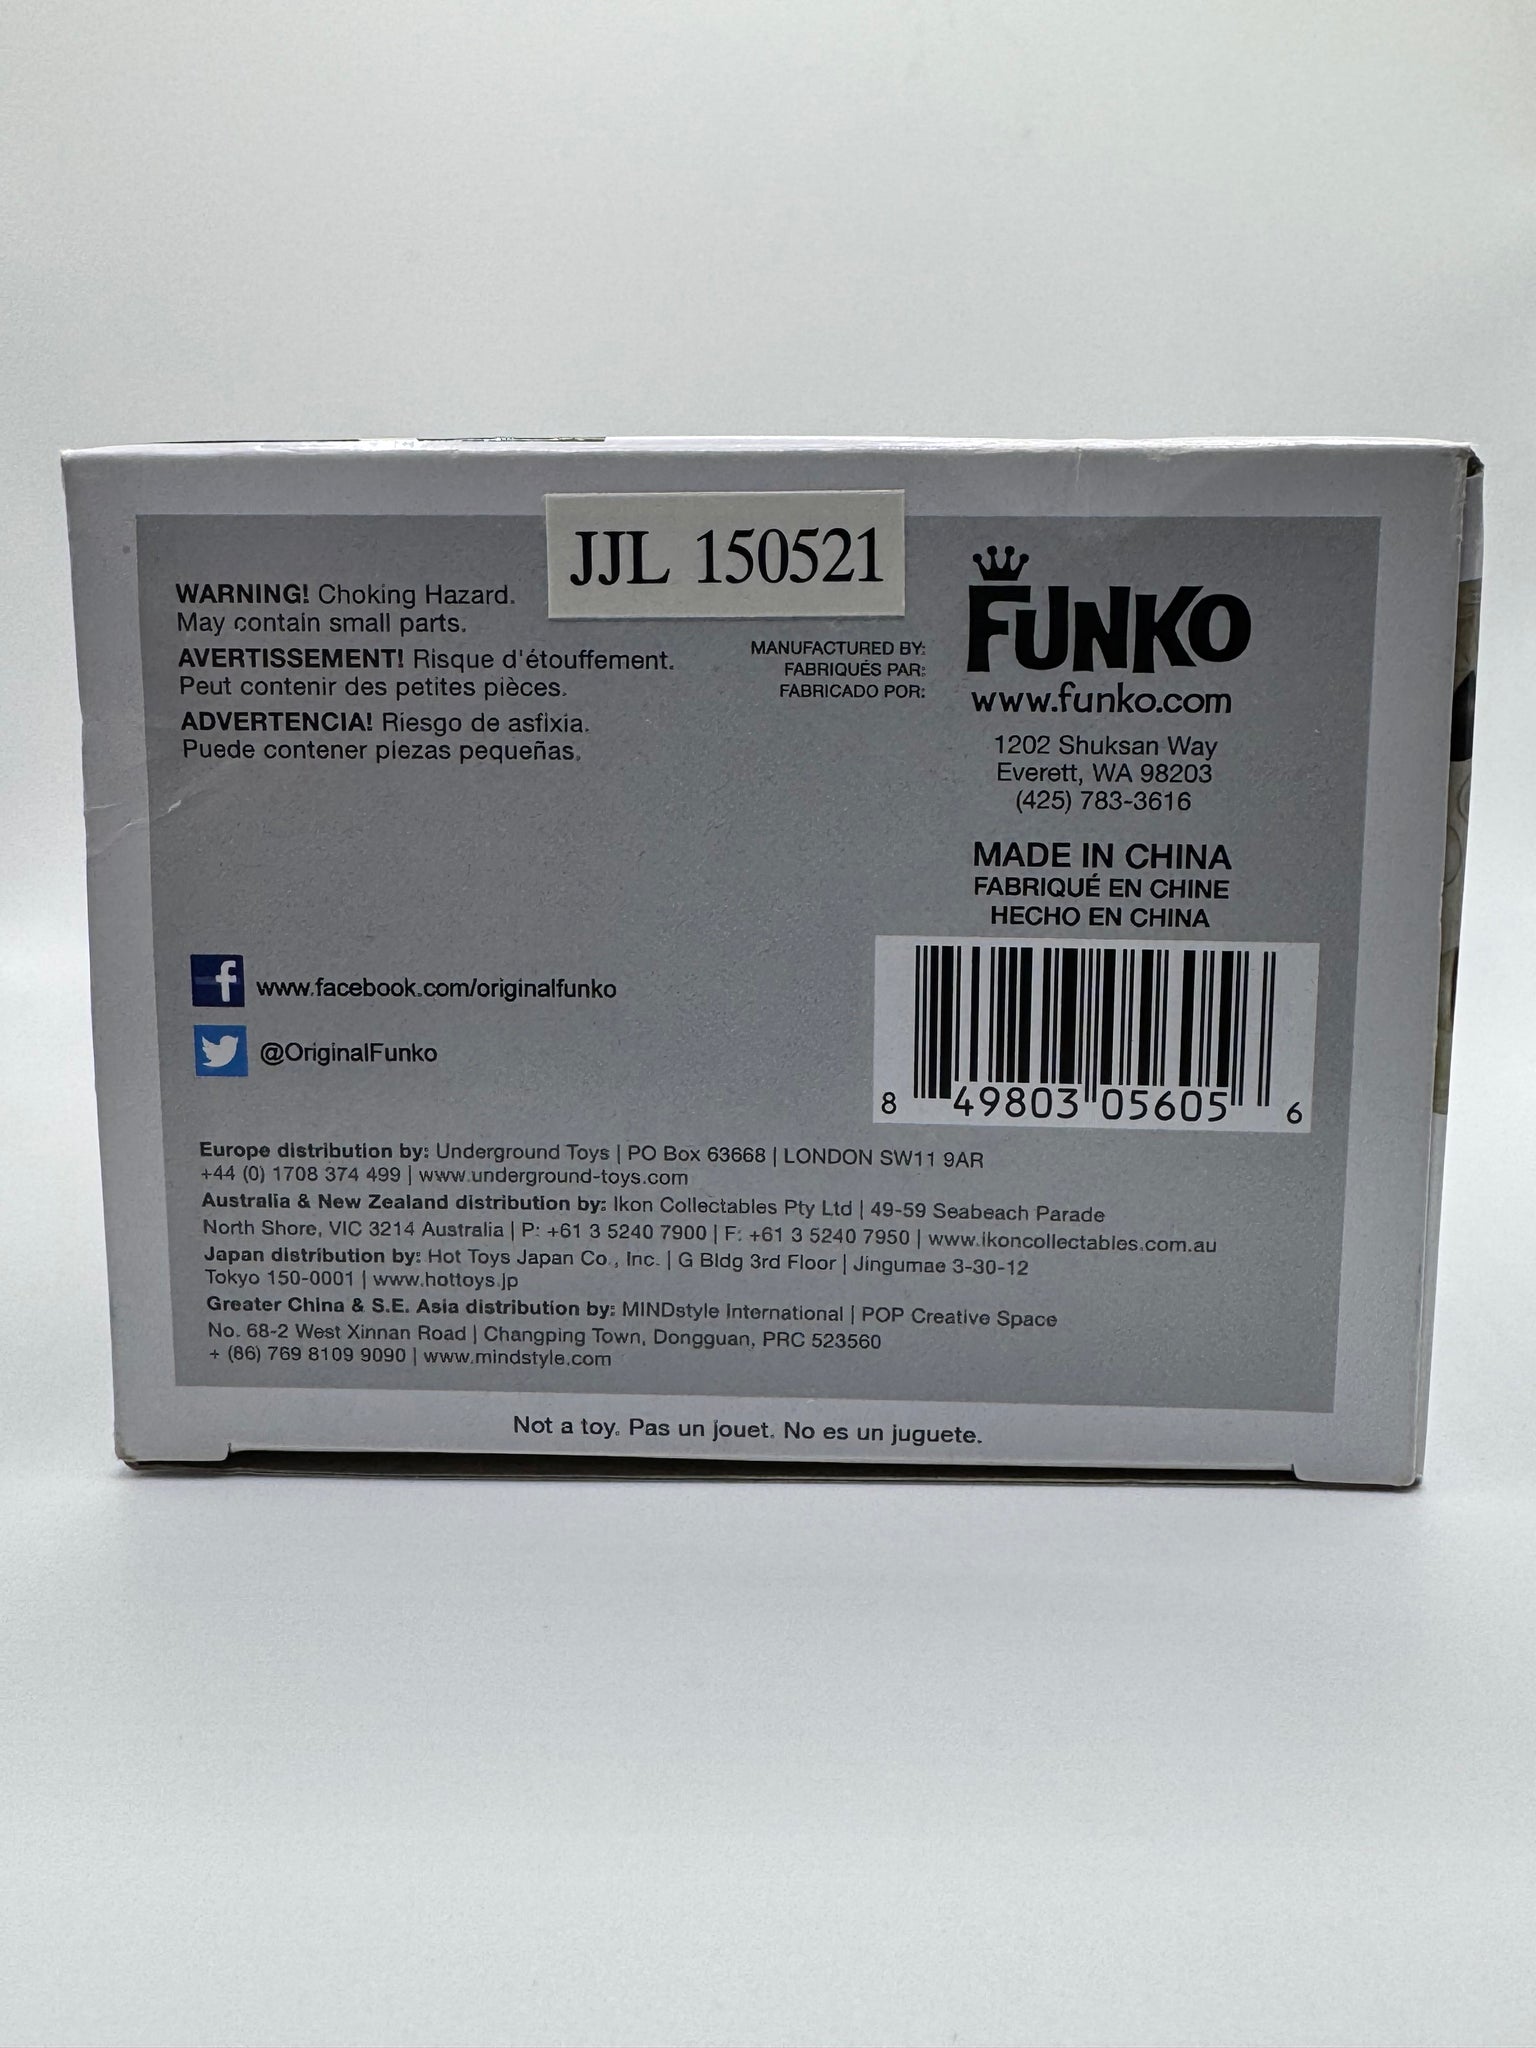 JJL 150521
WARNING! Choking Hazard.
May contain small parts.
AVERTISSEMENT! Risque d'étouffement.
Peut contenir des petites pièces.
ADVERTENCIA! Riesgo de asfixia.
Puede contener piezas pequeñas.
MANUFACTURED BY:
FABRIQUÉS PAR:
FABRICADO POR:
FUNKO
www.funko.com
1202 Shuksan Way
Everett, WA 98203
(425) 783-3616
MADE IN CHINA
FABRIQUÉ EN CHINE
HECHO EN CHINA
f www.facebook.com/originalfunko
@OriginalFunko
8 49803 05605 6
Europe distribution by: Underground Toys | PO Box 63668 | LONDON SW11 9AR
+44 (0) 1708 374 499 | www.underground-toys.com
Australia & New Zealand distribution by: Ikon Collectables Pty Ltd | 49-59 Seabeach Parade
North Shore, VIC 3214 Australia | P: +61 3 5240 7900 | F: +61 3 5240 7950 | www.ikoncollectables.com.au
Japan distribution by: Hot Toys Japan Co., Inc. | G Bldg 3rd Floor | Jingumae 3-30-12
Tokyo 150-0001 | www.hottoys.jp
Greater China & S.E. Asia distribution by: MINDstyle International | POP Creative Space
No. 68-2 West Xinnan Road | Changping Town, Dongguan, PRC 523560
+ (86) 769 8109 9090 | www.mindstyle.com
Not a toy. Pas un jouet. No es un juguete.